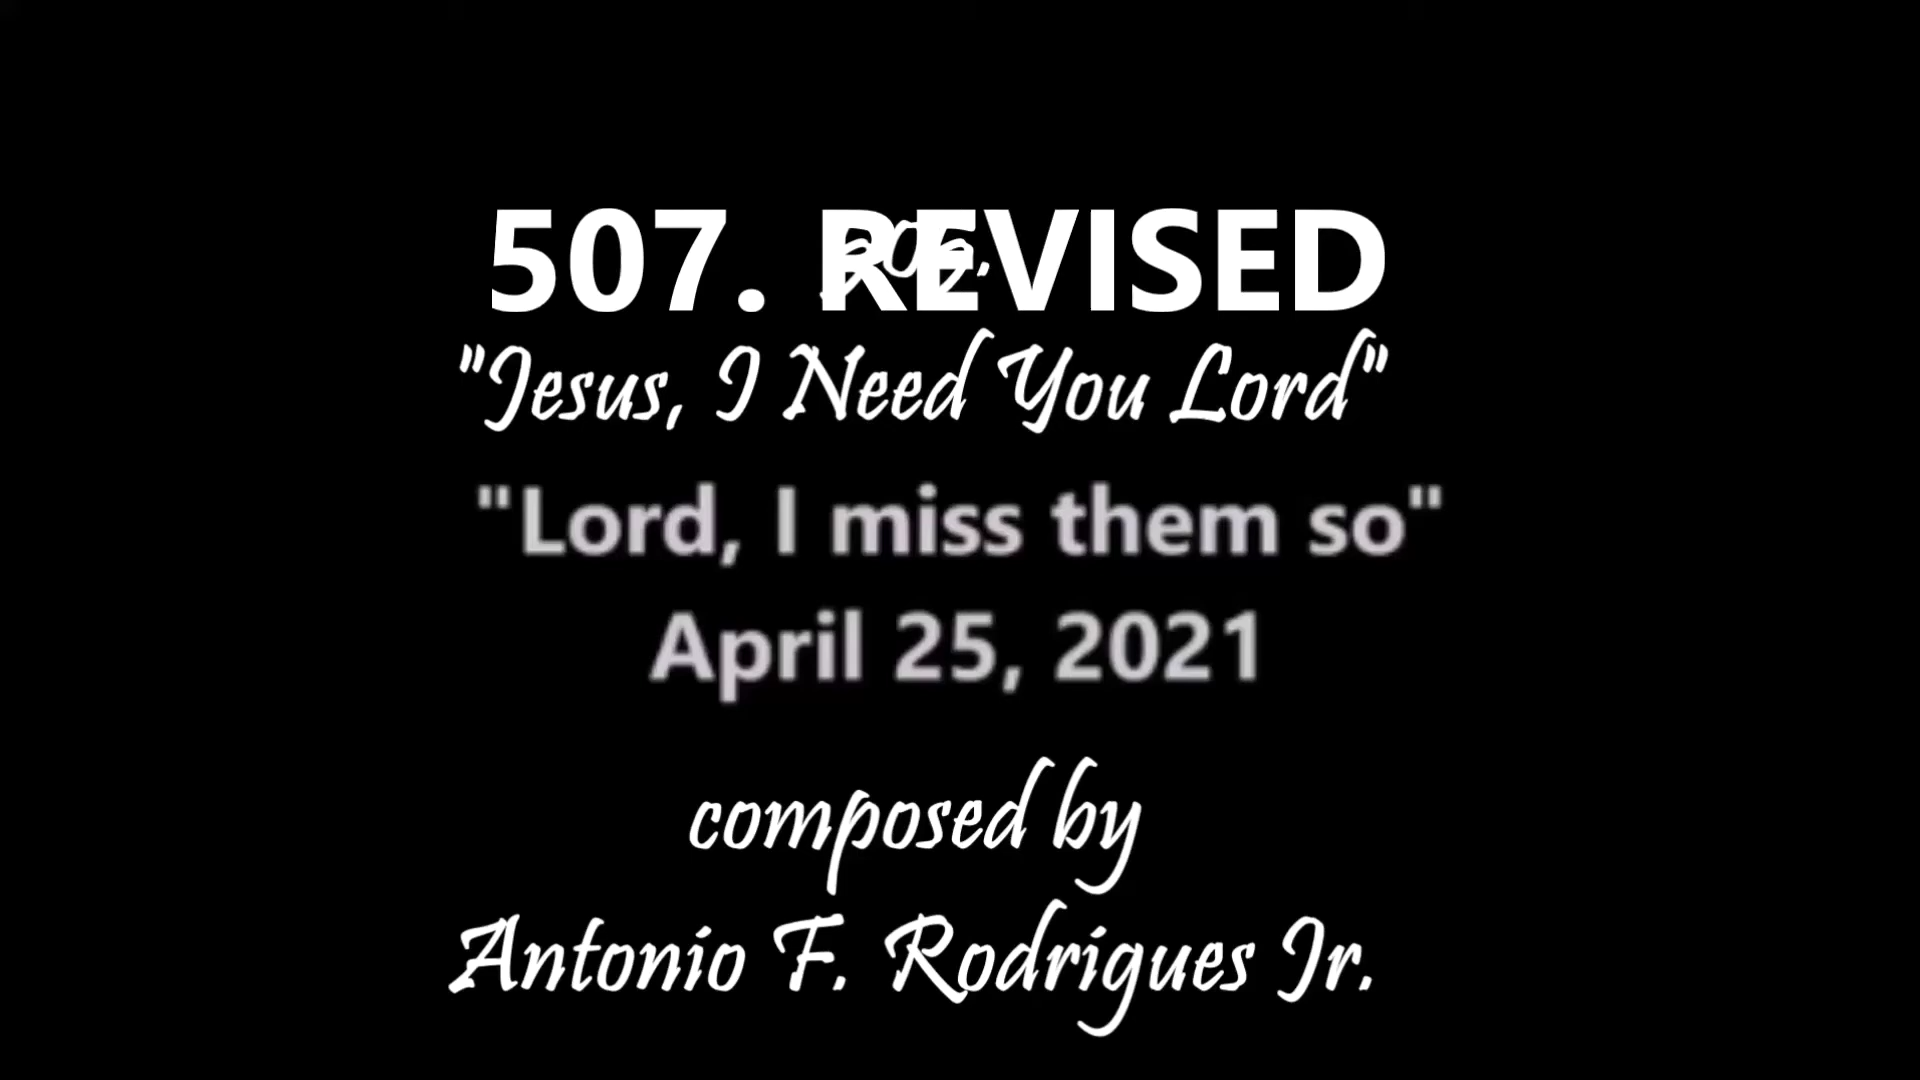 507. REVISED
"Jesus, I Need You Lord"
"Lord, I miss them so"
April 25, 2021
composed by
Antonio F. Rodrigues Jr.